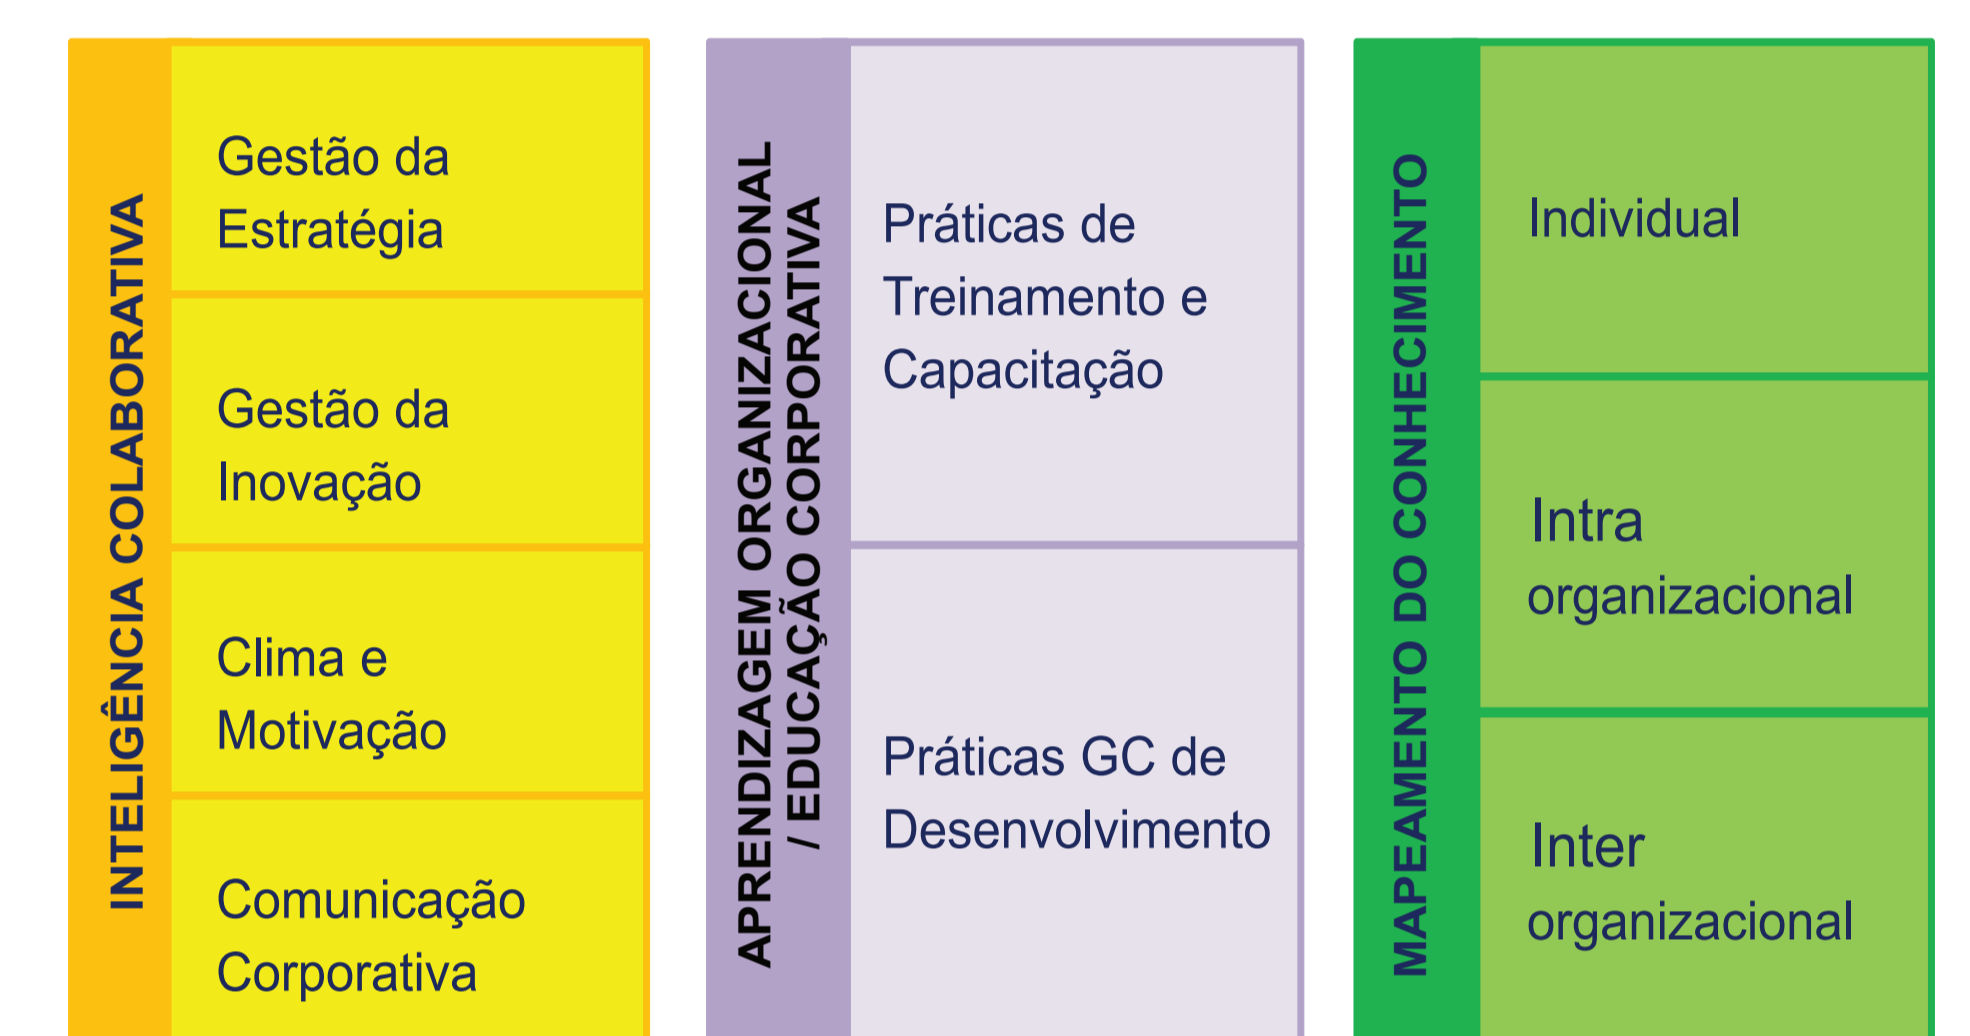 INTELIGÊNCIA COLABORATIVA
Gestão da
Estratégia
Gestão da
Inovação
Clima e
Motivação
Comunicação
Corporativa
APRENDIZAGEM ORGANIZACIONAL
/ EDUCAÇÃO CORPORATIVA
Práticas de
Treinamento e
Capacitação
Práticas GC de
Desenvolvimento
MAPEAMENTO DO CONHECIMENTO
Individual
Intra
organizacional
Inter
organizacional